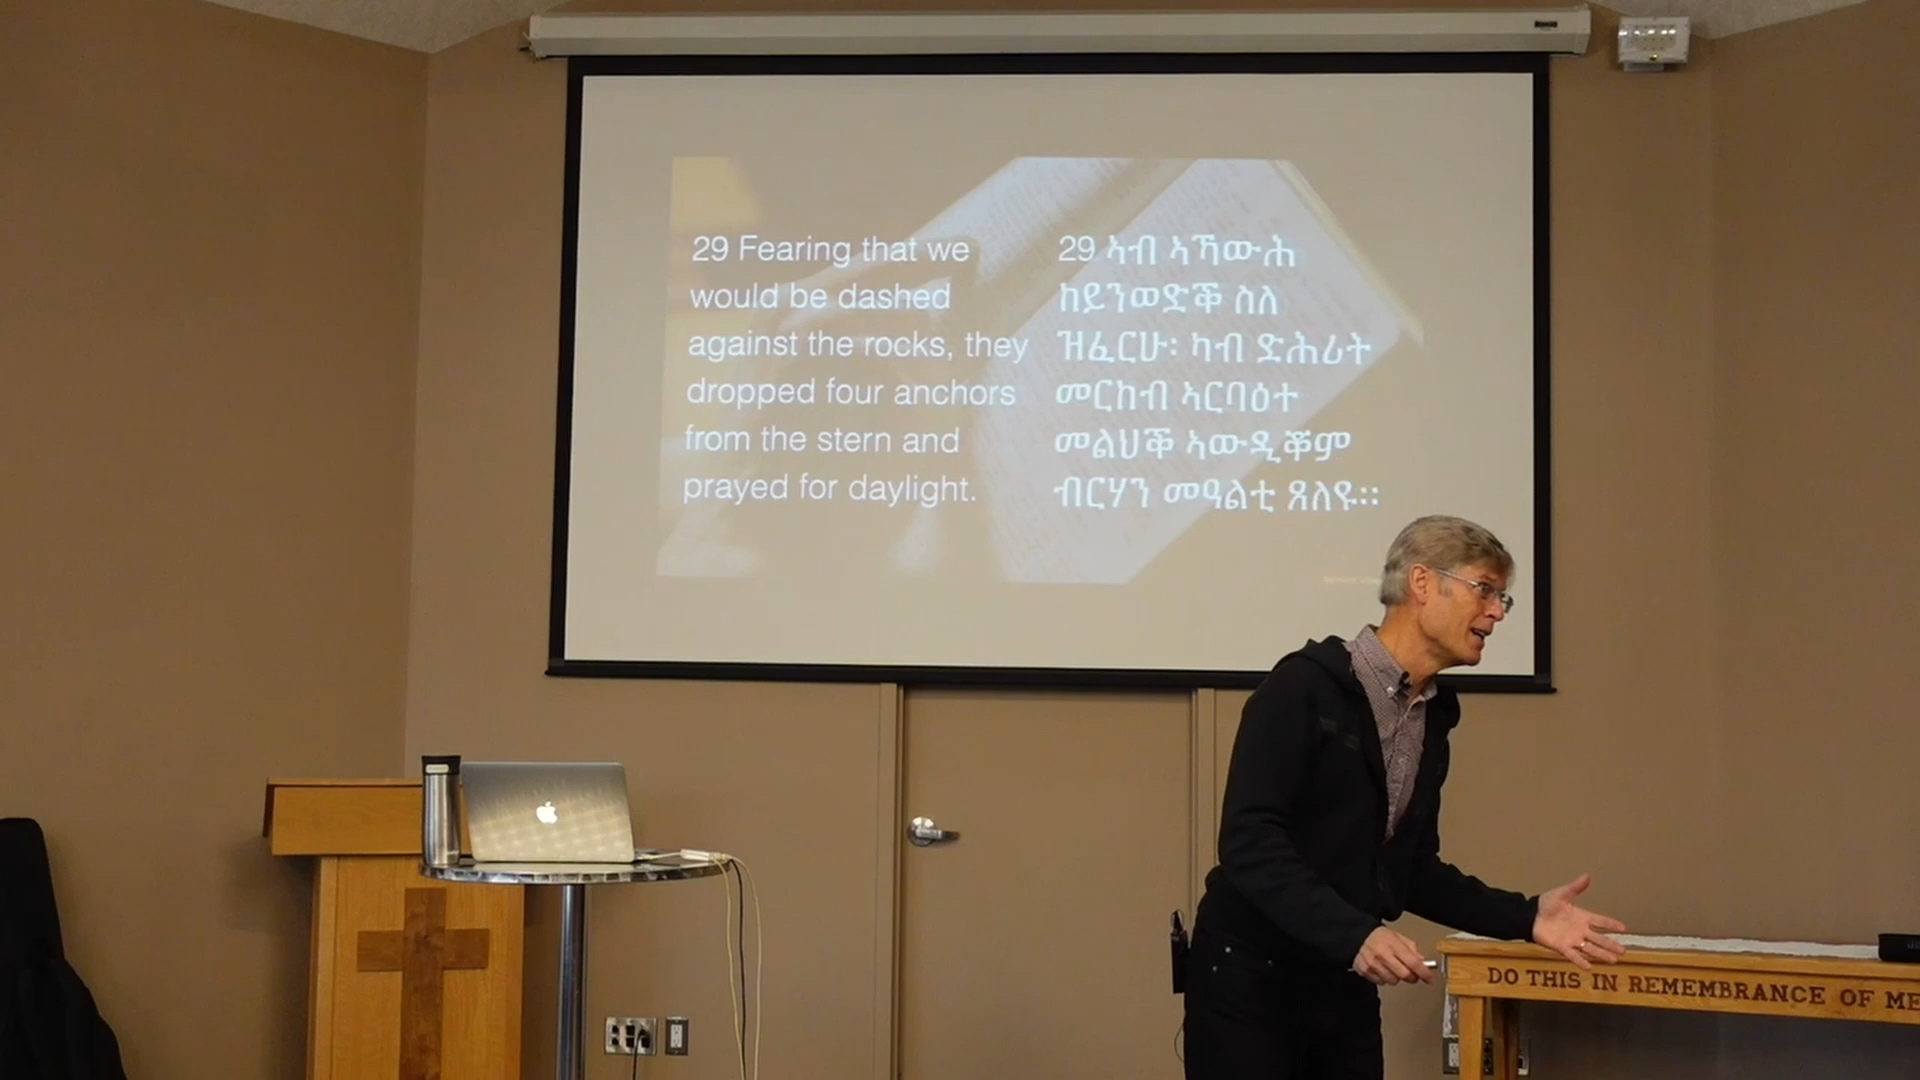 29 Fearing that we
would be dashed
against the rocks, they
dropped four anchors
from the stern and
prayed for daylight.
29 ኣብ ኣኻውሕ
ከይንወድቕ ስለ
ዝፈርሁ፡ ካብ ድሕሪት
መርከብ ኣርባዕተ
መልህቕ ኣውዲቖም
ብርሃን መዓልቲ ጸለዩ።
DO THIS IN REMEMBRANCE OF ME